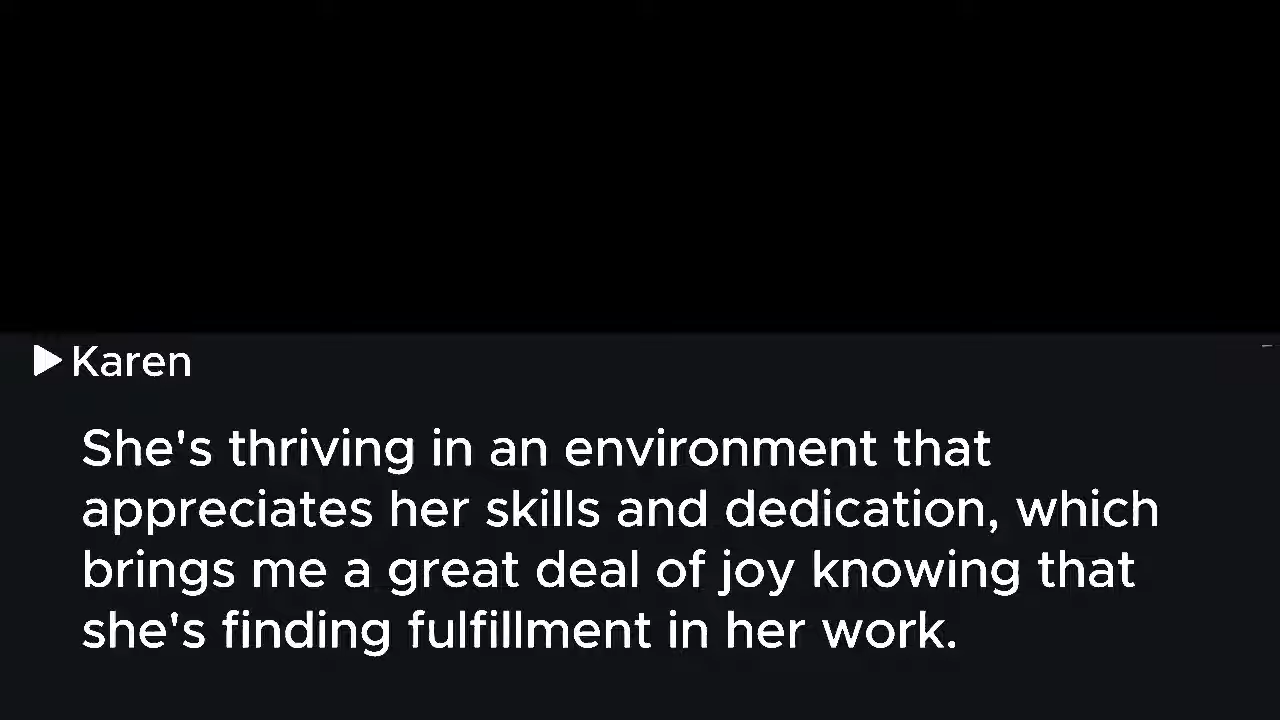 Karen
She's thriving in an environment that
appreciates her skills and dedication, which
brings me a great deal of joy knowing that
she's finding fulfillment in her work.